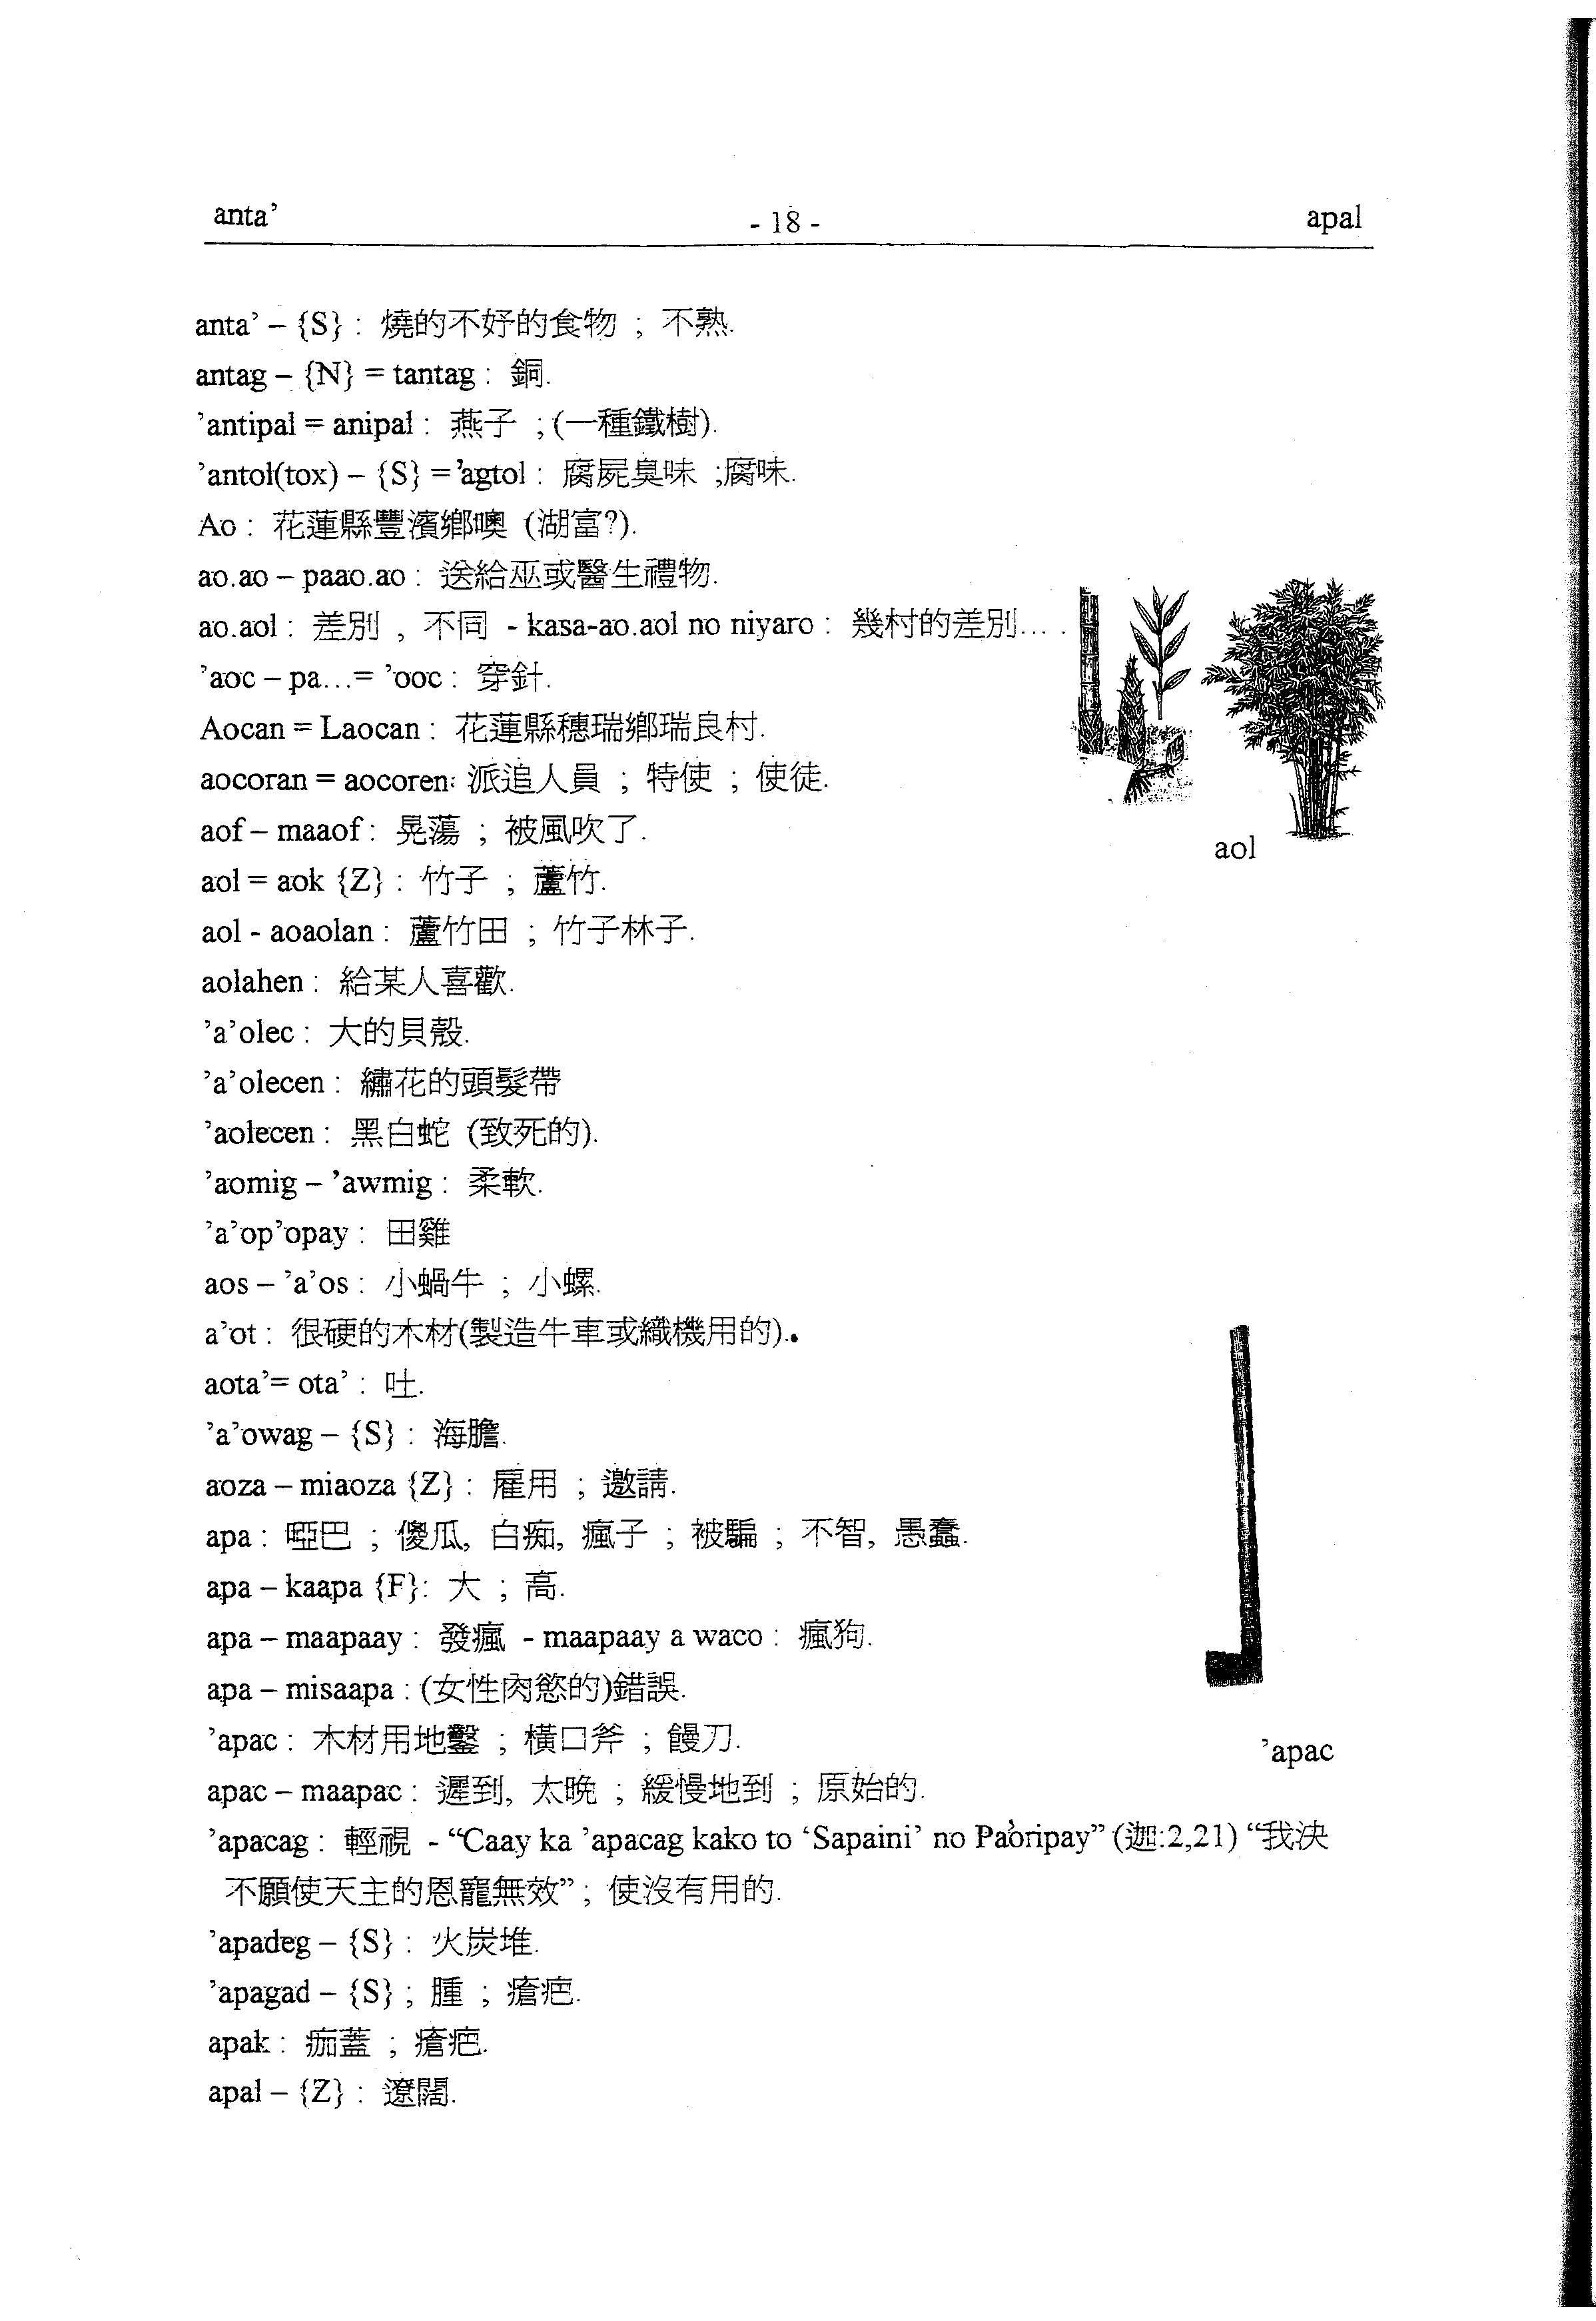 anta’
- 18 -
apal
anta’ – {S} : 燒的不好的食物 ; 不熟.
antag – {N} = tantag : 銅.
’antipal = anipal : 燕子 ; (一種鐵樹).
’antol(tox) – {S} = ’agtol : 腐屍臭味 ;腐味.
Ao : 花蓮縣豐濱鄉噢 (湖富?).
ao.ao – paao.ao : 送給巫或醫生禮物.
ao.aol : 差別 , 不同 - kasa-ao.aol no niyaro : 幾村的差別... .
’aoc – pa...= ’ooc : 穿針.
Aocan = Laocan : 花蓮縣穗瑞鄉瑞良村.
aocoran = aocoren: 派追人員 ; 特使 ; 使徒.
aof – maaof : 晃蕩 ; 被風吹了.
aol
aol = aok {Z} : 竹子 ; 蘆竹.
aol - aoaolan : 蘆竹田 ; 竹子林子.
aolahen : 給某人喜歡.
’a’olec : 大的貝殼.
’a’olecen : 繡花的頭髮帶
’aolecen : 黑白蛇 (致死的).
’aomig – ’awmig : 柔軟.
’a’op’opay : 田雞
aos – ’a’os : 小蝸牛 ; 小螺.
a’ot : 很硬的木材(製造牛車或織機用的)..
aota’= ota’ : 吐.
’a’owag – {S} : 海膽.
aoza – miaoza {Z} : 雇用 ; 邀請.
apa : 啞巴 ; 傻瓜, 白痴, 瘋子 ; 被騙 ; 不智, 愚蠢.
apa – kaapa {F}: 大 ; 高.
apa – maapaay : 發瘋 - maapaay a waco : 瘋狗.
apa – misaapa : (女性肉慾的)錯誤.
’apac : 木材用地鑿 ; 橫口斧 ; 饅刀.
’apac
apac – maapac : 遲到, 太晚 ; 緩慢地到 ; 原始的.
’apacag : 輕視 - “Caay ka ’apacag kako to ‘Sapaini’ no Pa’oripay” (迦:2,21) “我決
不願使天主的恩寵無效” ; 使沒有用的.
’apadeg – {S} : 火炭堆.
’apagad – {S} ; 腫 ; 瘡疤.
apak : 痂蓋 ; 瘡疤.
apal – {Z} : 遼闊.